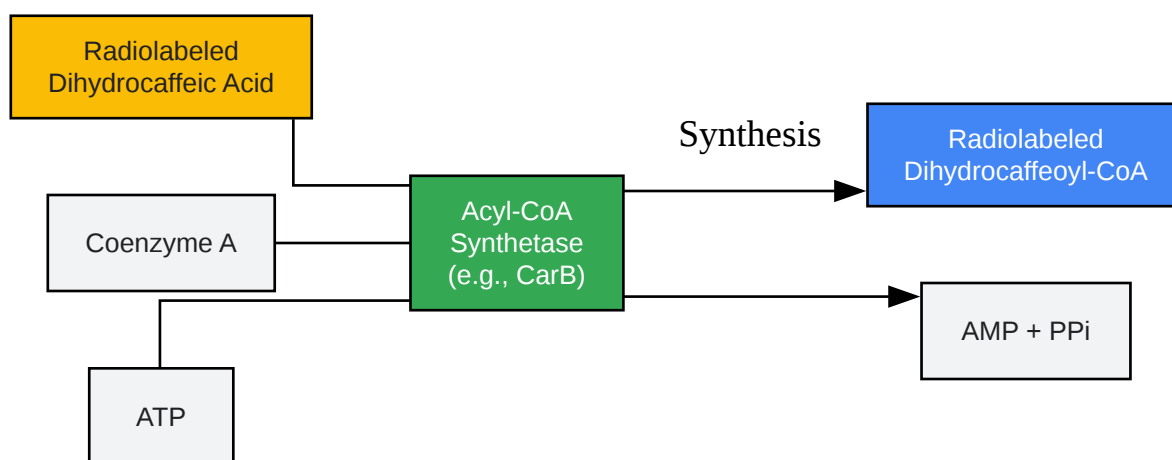 Radiolabeled
Dihydrocaffeic Acid
Synthesis
Radiolabeled
Dihydrocaffeoyl-CoA
Coenzyme A
Acyl-CoA
Synthetase
(e.g., CarB)
AMP + PPi
ATP